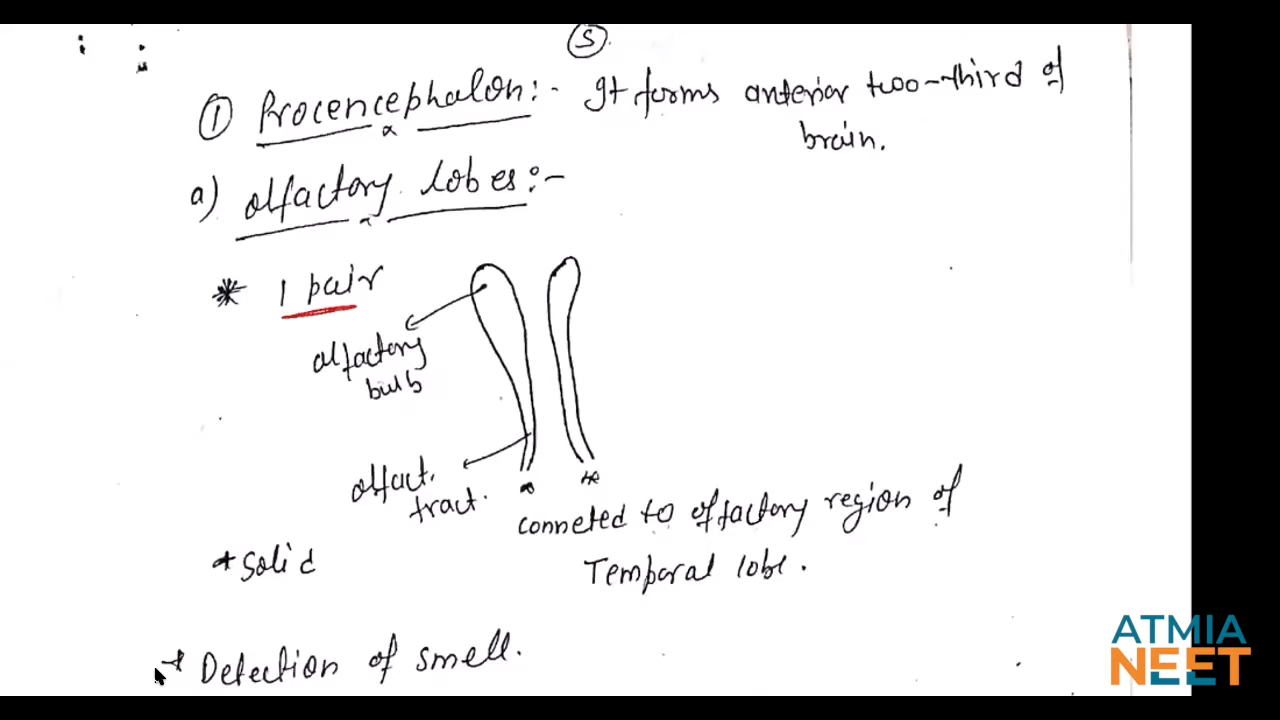 5
① Procencephalon:- It forms anterior two-third of
brain.
a) olfactory lobes:-
* 1 pair
olfactory
bulb
olfact.
tract.
conneted to olfactory region of
Temporal lobe.
* Solid
* Detection of smell.
ATMIA
NEET